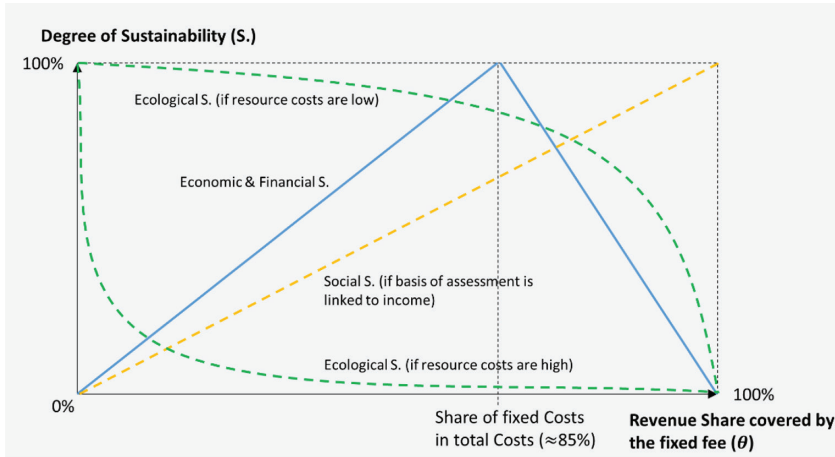 Degree of Sustainability (S.)
100%
Ecological S. (if resource costs are low)
Economic & Financial S.
Social S. (if basis of assessment is
linked to income)
Ecological S. (if resource costs are high)
0%
100%
Share of fixed Costs
in total Costs (≈85%)
Revenue Share covered by
the fixed fee (θ)